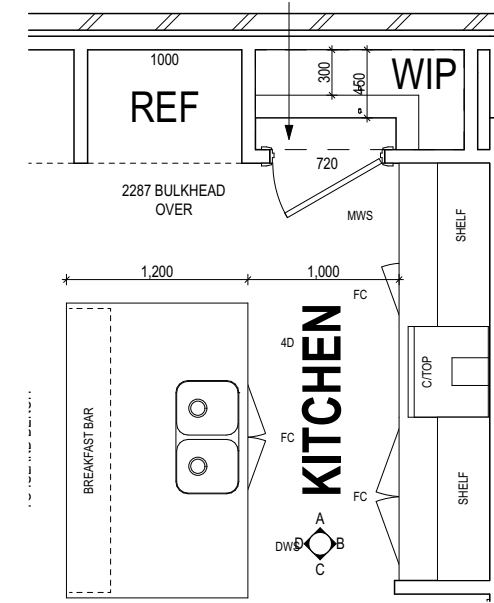 1000
REF
300
450
WIP
720
2287 BULKHEAD
OVER
MWS
SHELF
1,200
1,000
FC
4D
KITCHEN
C/TOP
BREAKFAST BAR
FC
FC
SHELF
A
DWS
D
B
C